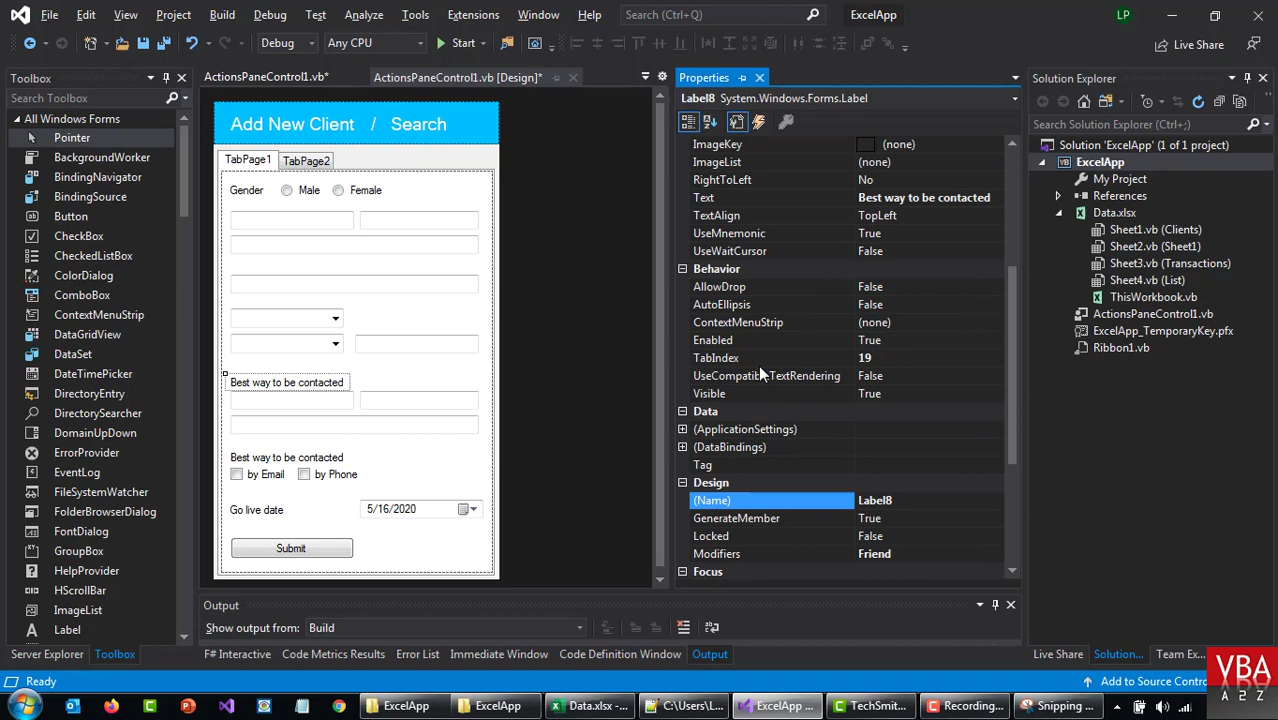 File Edit View Project Build Debug Test Analyze Tools Extensions Window Help Search (Ctrl+Q) ExcelApp LP
Debug Any CPU Start Live Share
Toolbox
Search Toolbox
All Windows Forms
Pointer
BackgroundWorker
BindingNavigator
BindingSource
Button
CheckBox
CheckedListBox
ColorDialog
ComboBox
ContextMenuStrip
DataGridView
DataSet
DateTimePicker
DirectoryEntry
DirectorySearcher
DomainUpDown
ErrorProvider
EventLog
FileSystemWatcher
FolderBrowserDialog
FontDialog
GroupBox
HelpProvider
HScrollBar
ImageList
Label
Server Explorer Toolbox
ActionsPaneControl1.vb* ActionsPaneControl1.vb [Design]*
Add New Client / Search
TabPage1 TabPage2
Gender Male Female
Best way to be contacted
Best way to be contacted
by Email by Phone
Go live date 5/16/2020
Submit
Output
Show output from: Build
F# Interactive Code Metrics Results Error List Immediate Window Code Definition Window Output
Properties
Label8 System.Windows.Forms.Label
ImageKey (none)
ImageList (none)
RightToLeft No
Text Best way to be contacted
TextAlign TopLeft
UseMnemonic True
UseWaitCursor False
Behavior
AllowDrop False
AutoEllipsis False
ContextMenuStrip (none)
Enabled True
TabIndex 19
UseCompatibleTextRendering False
Visible True
Data
(ApplicationSettings)
(DataBindings)
Tag
Design
(Name) Label8
GenerateMember True
Locked False
Modifiers Friend
Focus
Solution Explorer
Search Solution Explorer (Ctrl+;)
Solution 'ExcelApp' (1 of 1 project)
VB ExcelApp
My Project
References
Data.xlsx
Sheet1.vb (Clients)
Sheet2.vb (Sheet1)
Sheet3.vb (Transactions)
Sheet4.vb (List)
ThisWorkbook.vb
ActionsPaneControl1.vb
ExcelApp_TemporaryKey.pfx
Ribbon1.vb
Live Share Solution... Team Ex...
Ready Add to Source Contro
ExcelApp ExcelApp Data.xlsx -... C:\Users\L... ExcelApp ... TechSmit... Recording... Snipping ...
VBA
A 2 Z